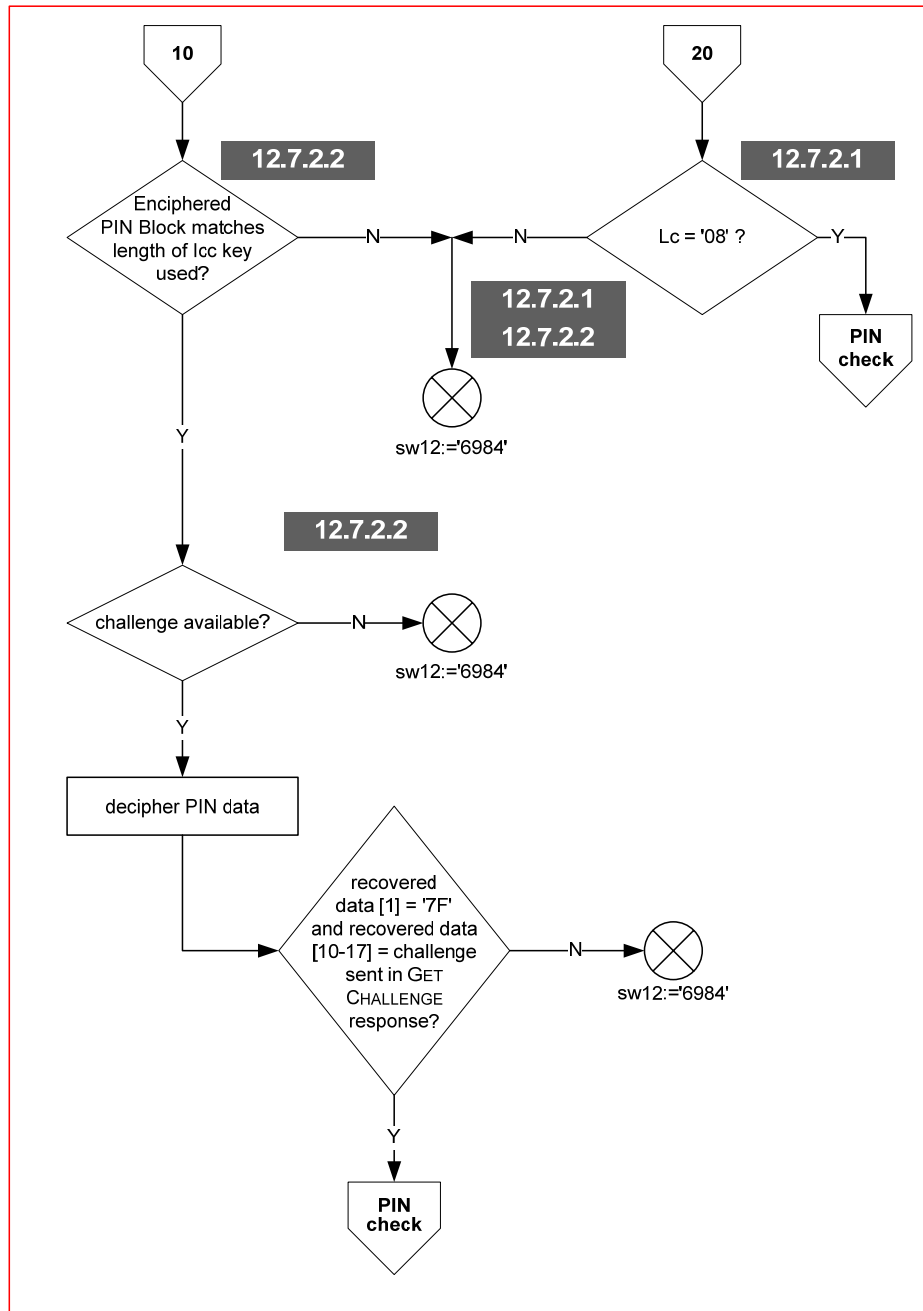 10
20
12.7.2.2
12.7.2.1
Enciphered
PIN Block matches
length of Icc key
used?
N
N
Lc = '08' ?
Y
12.7.2.1
12.7.2.2
PIN
check
sw12:='6984'
Y
12.7.2.2
challenge available?
N
sw12:='6984'
Y
decipher PIN data
recovered
data [1] = '7F'
and recovered data
[10-17] = challenge
sent in GET
CHALLENGE
response?
N
sw12:='6984'
Y
PIN
check